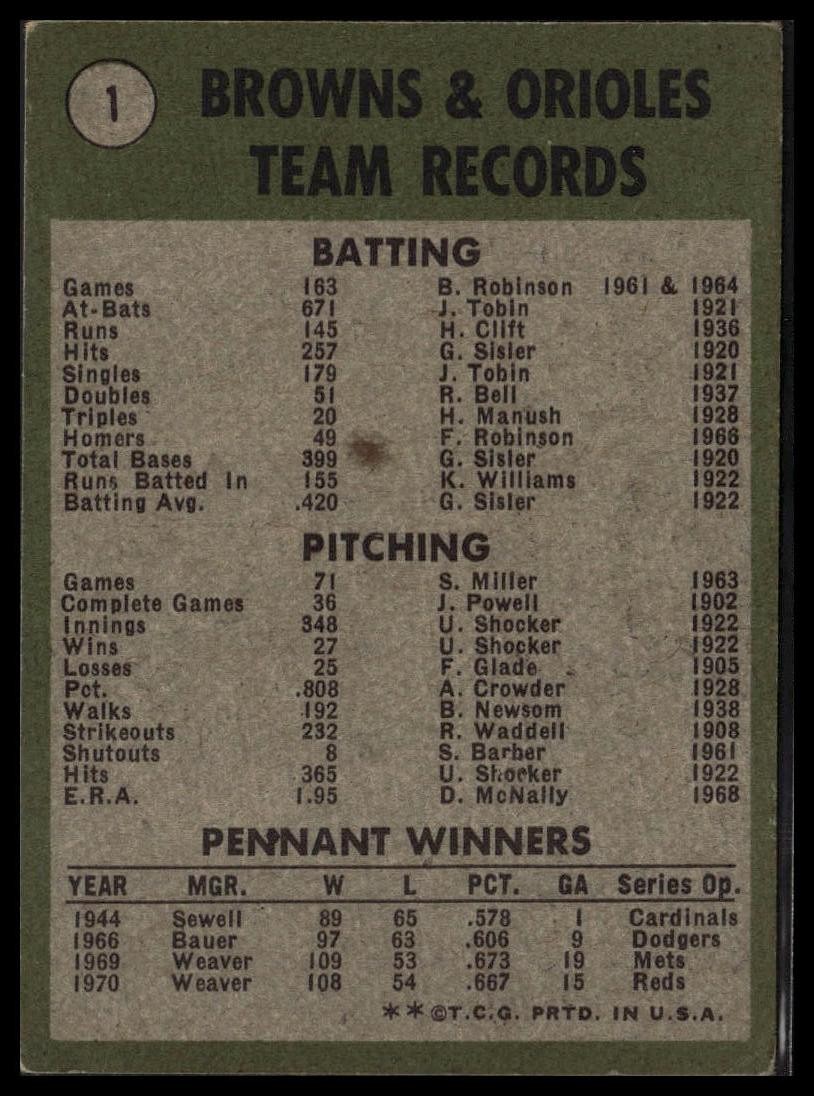 1
BROWNS & ORIOLES
TEAM RECORDS
BATTING
Games 163 B. Robinson 1961 & 1964
At-Bats 671 J. Tobin 1921
Runs 145 H. Clift 1936
Hits 257 G. Sisler 1920
Singles 179 J. Tobin 1921
Doubles 51 R. Bell 1937
Triples 20 H. Manush 1928
Homers 49 F. Robinson 1966
Total Bases 399 G. Sisler 1920
Runs Batted In 155 K. Williams 1922
Batting Avg. .420 G. Sisler 1922
PITCHING
Games 71 S. Miller 1963
Complete Games 36 J. Powell 1902
Innings 348 U. Shocker 1922
Wins 27 U. Shocker 1922
Losses 25 F. Glade 1905
Pct. .808 A. Crowder 1928
Walks 192 B. Newsom 1938
Strikeouts 232 R. Waddell 1908
Shutouts 8 S. Barber 1961
Hits 365 U. Shocker 1922
E.R.A. 1.95 D. McNally 1968
PENNANT WINNERS
YEAR MGR. W L PCT. GA Series Op.
1944 Sewell 89 65 .578 1 Cardinals
1966 Bauer 97 63 .606 9 Dodgers
1969 Weaver 109 53 .673 19 Mets
1970 Weaver 108 54 .667 15 Reds
**©T.C.G. PRTD. IN U.S.A.